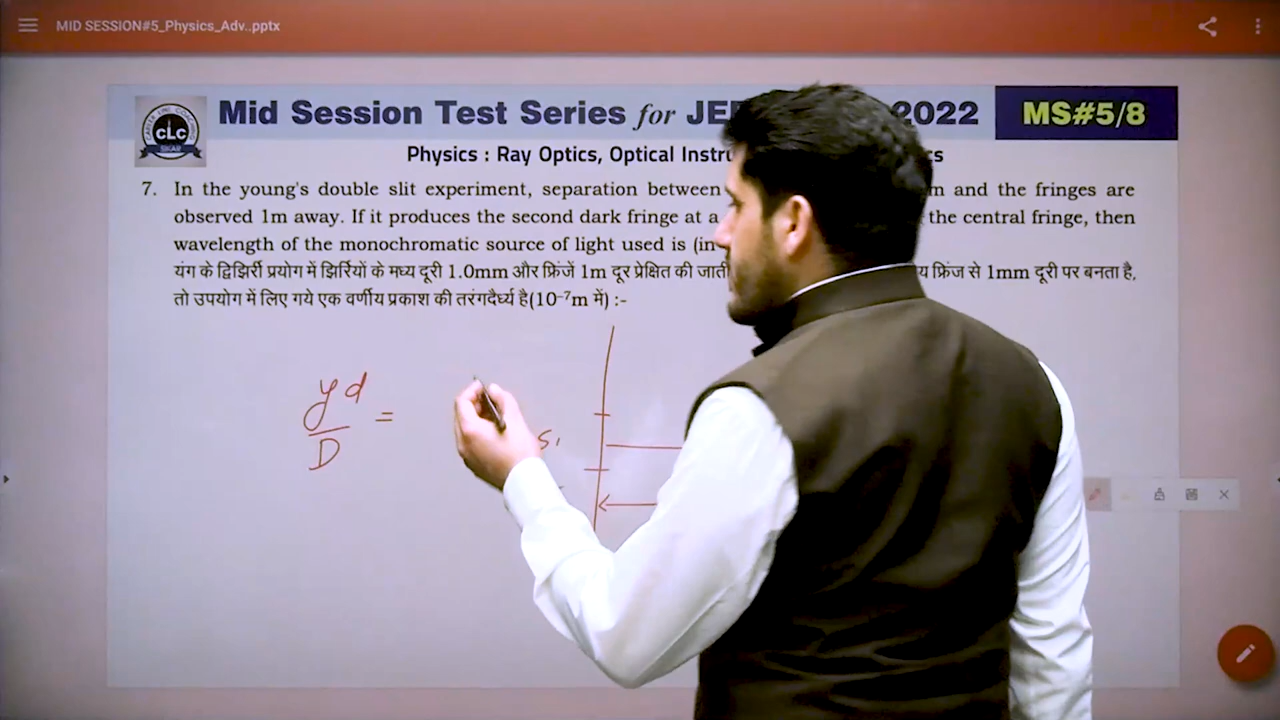 MID SESSION#5_Physics_Adv..pptx
CLC
SIKAR
Mid Session Test Series for JE 2022
MS#5/8
Physics : Ray Optics, Optical Instru
7. In the young's double slit experiment, separation between m and the fringes are
observed 1m away. If it produces the second dark fringe at a the central fringe, then
wavelength of the monochromatic source of light used is (in
यंग के द्विझिर्री प्रयोग में झिर्रियों के मध्य दूरी 1.0mm और फ्रिंजें 1m दूर प्रेक्षित की जाती य फ्रिंज से 1mm दूरी पर बनता है,
तो उपयोग में लिए गये एक वर्णीय प्रकाश की तरंगदैर्ध्य है(10⁻⁷m में) :-
yd
=
D
S₁